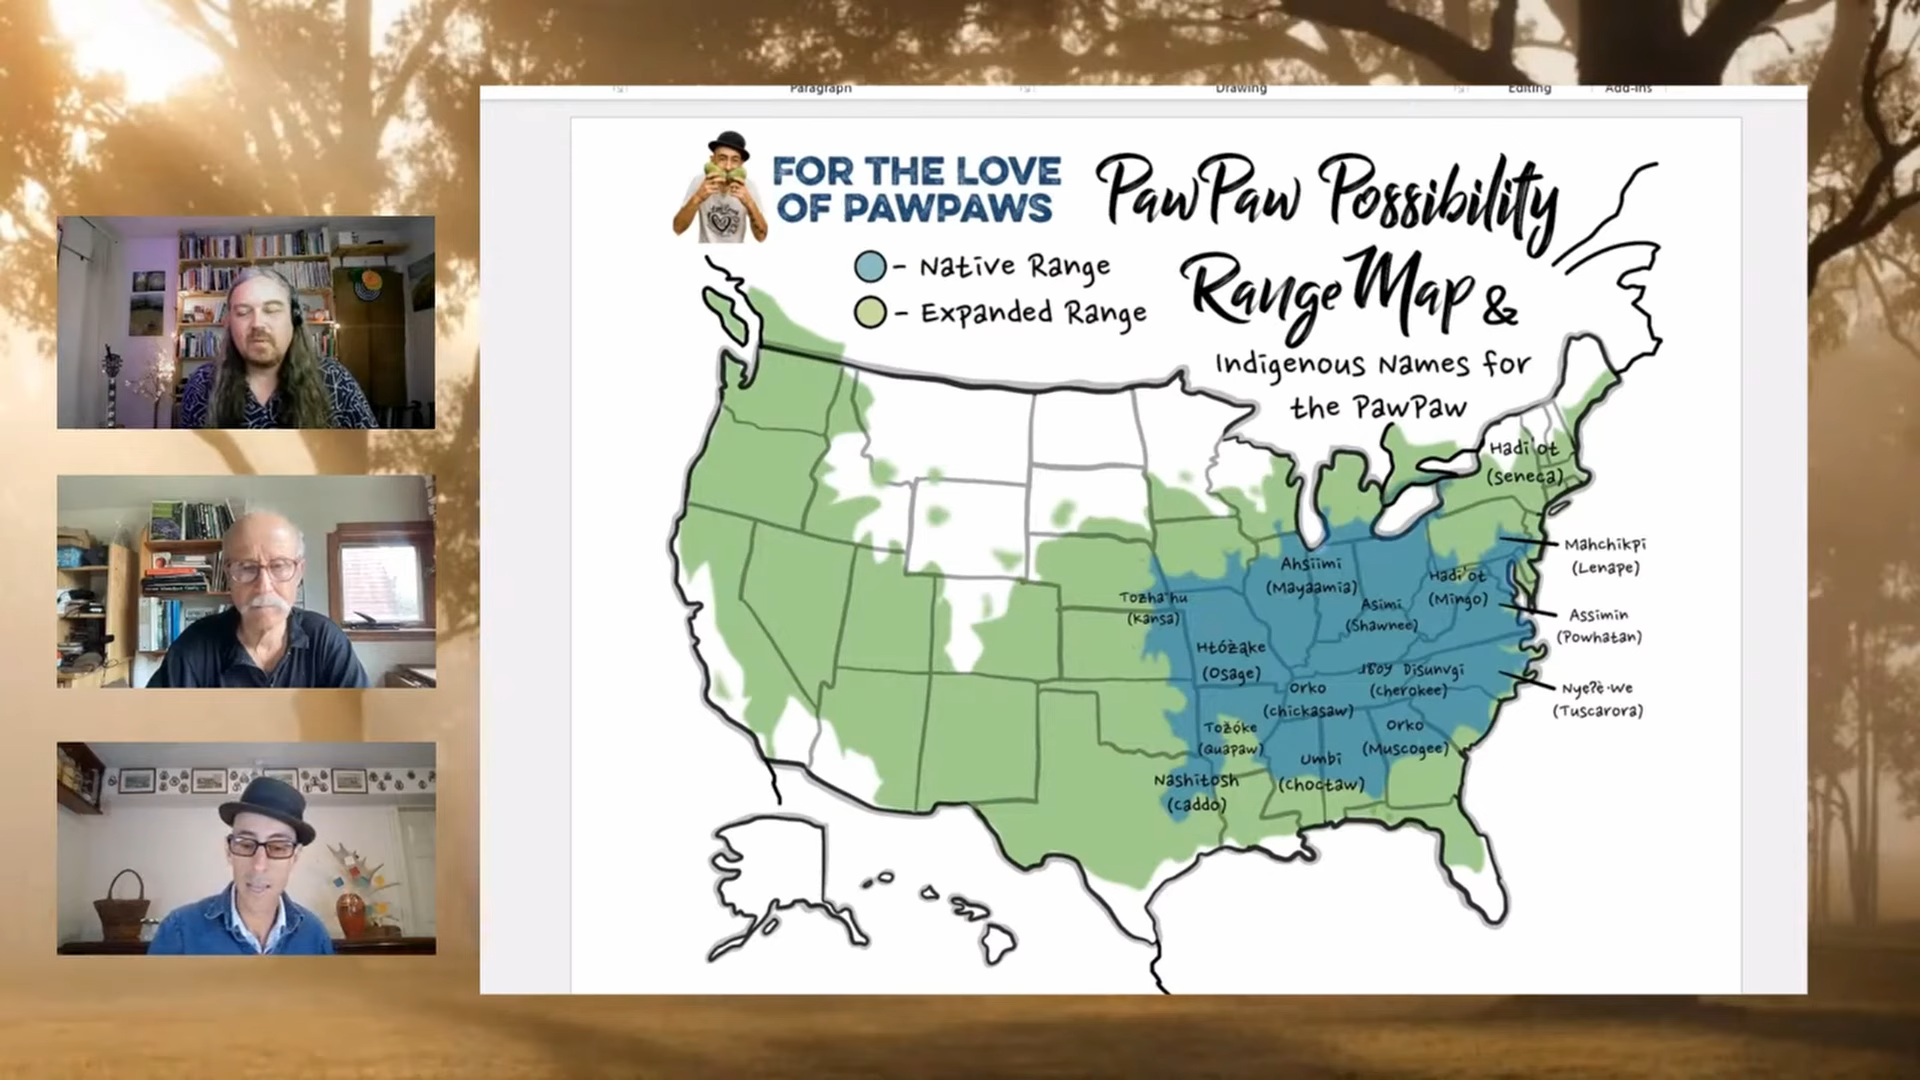 Paragraph
Drawing
Editing
Add-ins
FOR THE LOVE
OF PAWPAWS
PawPaw Possibility
Range Map &
Indigenous Names for
the PawPaw
- Native Range
- Expanded Range
Hadi'ot
(Seneca)
Mahchikpi
(Lenape)
Ahsiimi
(Mayaamia)
Hadi'ot
(Mingo)
Tozha'hu
(Kansa)
Asimi
(Shawnee)
Assimin
(Powhatan)
Htóžąke
(Osage)
Disunvgi
(Cherokee)
Orko
(chickasaw)
Nye?è·we
(Tuscarora)
Tožóke
(Quapaw)
Orko
(Muscogee)
Umbi
(Choctaw)
Nashitosh
(Caddo)